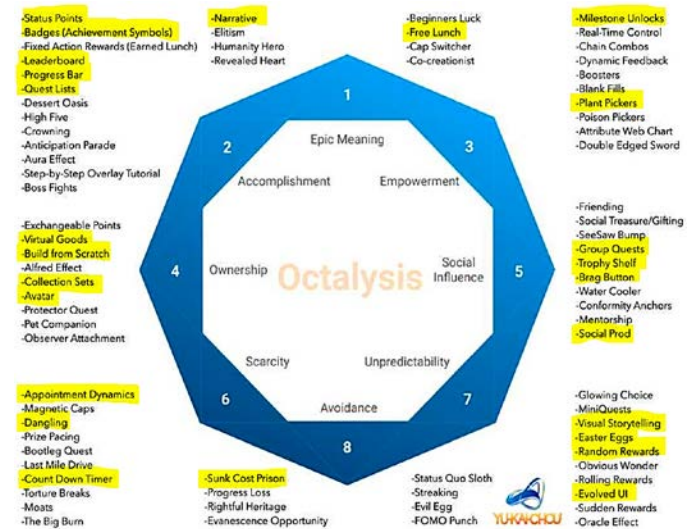 -Status Points
-Badges (Achievement Symbols)
-Fixed Action Rewards (Earned Lunch)
-Leaderboard
-Progress Bar
-Quest Lists
-Dessert Oasis
-High Five
-Crowning
-Anticipation Parade
-Aura Effect
-Step-by-Step Overlay Tutorial
-Boss Fights
-Narrative
-Elitism
-Humanity Hero
-Revealed Heart
-Beginners Luck
-Free Lunch
-Cap Switcher
-Co-creationist
-Milestone Unlocks
-Real-Time Control
-Chain Combos
-Dynamic Feedback
-Boosters
-Blank Fills
-Plant Pickers
-Poison Pickers
-Attribute Web Chart
-Double Edged Sword
1
Epic Meaning
2
3
Accomplishment
Empowerment
-Exchangeable Points
-Virtual Goods
-Build from Scratch
-Alfred Effect
-Collection Sets
-Avatar
-Protector Quest
-Pet Companion
-Observer Attachment
4
Ownership
Octalysis
Social
Influence
5
-Friending
-Social Treasure/Gifting
-SeeSaw Bump
-Group Quests
-Trophy Shelf
-Brag Button
-Water Cooler
-Conformity Anchors
-Mentorship
-Social Prod
Scarcity
Unpredictability
6
7
Avoidance
8
-Appointment Dynamics
-Magnetic Caps
-Dangling
-Prize Pacing
-Bootleg Quest
-Last Mile Drive
-Count Down Timer
-Torture Breaks
-Moats
-The Big Burn
-Sunk Cost Prison
-Progress Loss
-Rightful Heritage
-Evanescence Opportunity
-Status Quo Sloth
-Streaking
-Evil Egg
-FOMO Punch
YU-KAI CHOU
-Glowing Choice
-MiniQuests
-Visual Storytelling
-Easter Eggs
-Random Rewards
-Obvious Wonder
-Rolling Rewards
-Evolved UI
-Sudden Rewards
-Oracle Effect